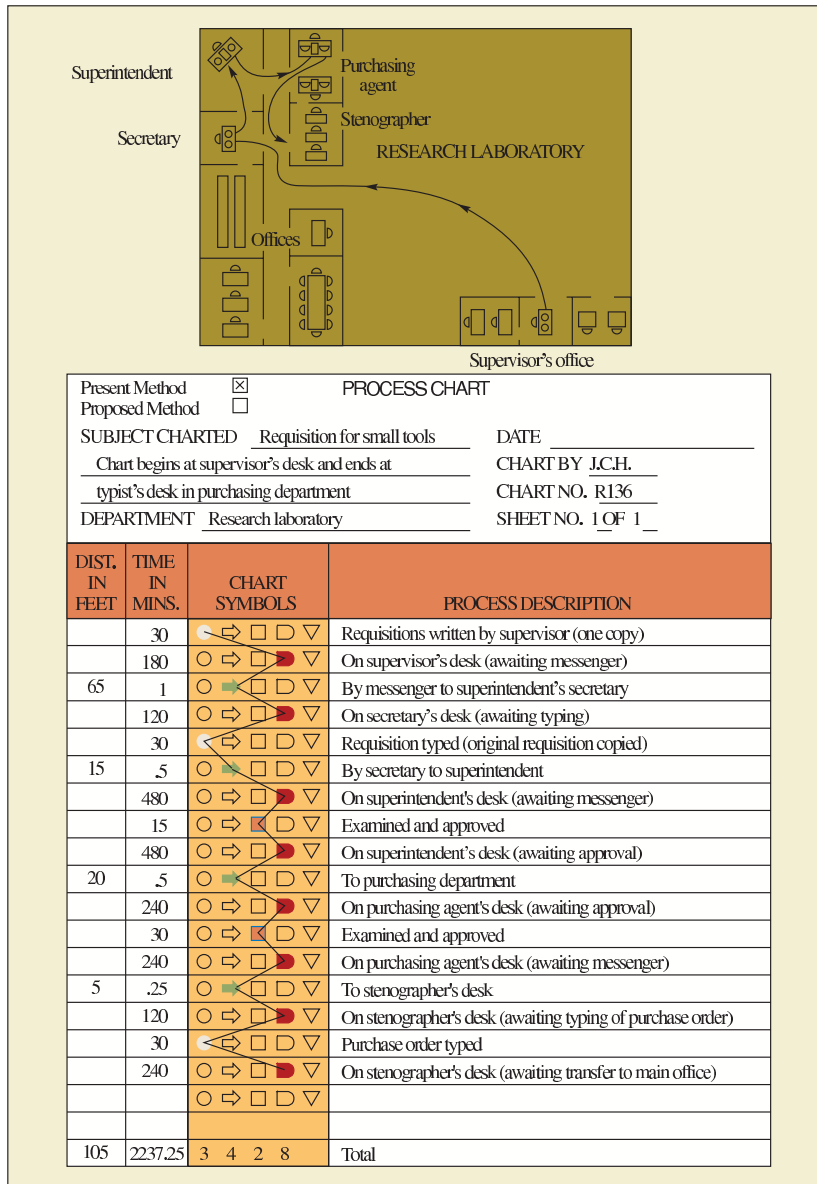 Superintendent
Purchasing
agent
Secretary
Stenographer
RESEARCH LABORATORY
Offices
Supervisor's office
Present Method ☒ PROCESS CHART
Proposed Method ☐
SUBJECT CHARTED Requisition for small tools DATE
Chart begins at supervisor's desk and ends at CHART BY J.C.H.
typist's desk in purchasing department CHART NO. R136
DEPARTMENT Research laboratory SHEET NO. 1 OF 1
DIST. IN FEET TIME IN MINS. CHART SYMBOLS PROCESS DESCRIPTION
30 Requisitions written by supervisor (one copy)
180 On supervisor's desk (awaiting messenger)
65 1 By messenger to superintendent's secretary
120 On secretary's desk (awaiting typing)
30 Requisition typed (original requisition copied)
15 .5 By secretary to superintendent
480 On superintendent's desk (awaiting messenger)
15 Examined and approved
480 On superintendent's desk (awaiting approval)
20 .5 To purchasing department
240 On purchasing agent's desk (awaiting approval)
30 Examined and approved
240 On purchasing agent's desk (awaiting messenger)
5 .25 To stenographer's desk
120 On stenographer's desk (awaiting typing of purchase order)
30 Purchase order typed
240 On stenographer's desk (awaiting transfer to main office)
105 2237.25 3 4 2 8 Total